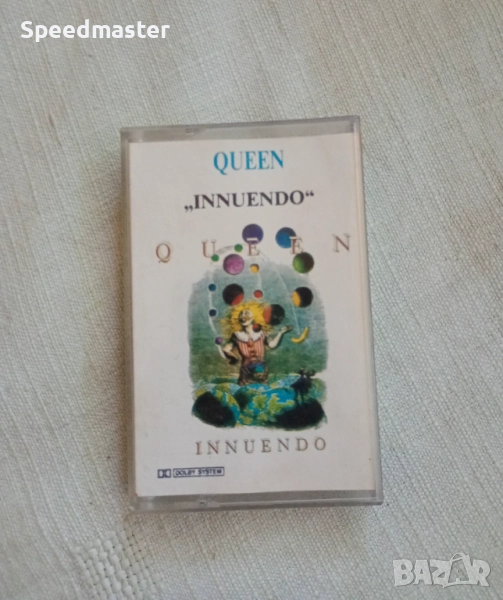 Speedmaster
QUEEN
„INNUENDO“
QUEEN
INNUENDO
DOLBY SYSTEM
BAZAR